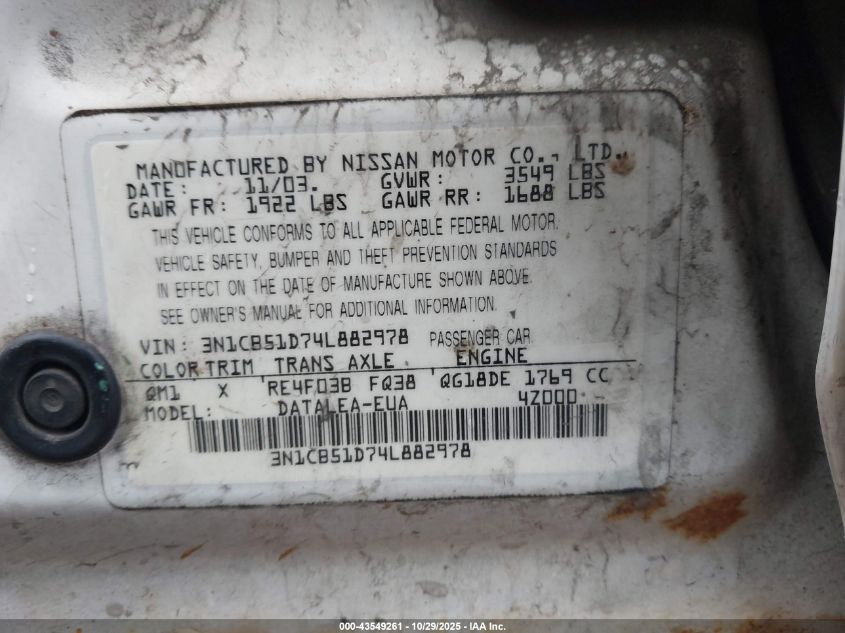 MANUFACTURED BY NISSAN MOTOR CO., LTD.
DATE: 11/03. GVWR: 3549 LBS
GAWR FR: 1922 LBS GAWR RR: 1688 LBS
THIS VEHICLE CONFORMS TO ALL APPLICABLE FEDERAL MOTOR
VEHICLE SAFETY, BUMPER AND THEFT PREVENTION STANDARDS
IN EFFECT ON THE DATE OF MANUFACTURE SHOWN ABOVE.
SEE OWNER'S MANUAL FOR ADDITIONAL INFORMATION.
VIN: 3N1CB51D74L882978 PASSENGER CAR
COLOR TRIM TRANS AXLE ENGINE
QM1 X RE4F03B FQ38 QG18DE 1769 CC
MODEL: DATALEA-EUA 4Z000
3N1CB51D74L882978
000-43549261 - 10/29/2025 - IAA Inc.